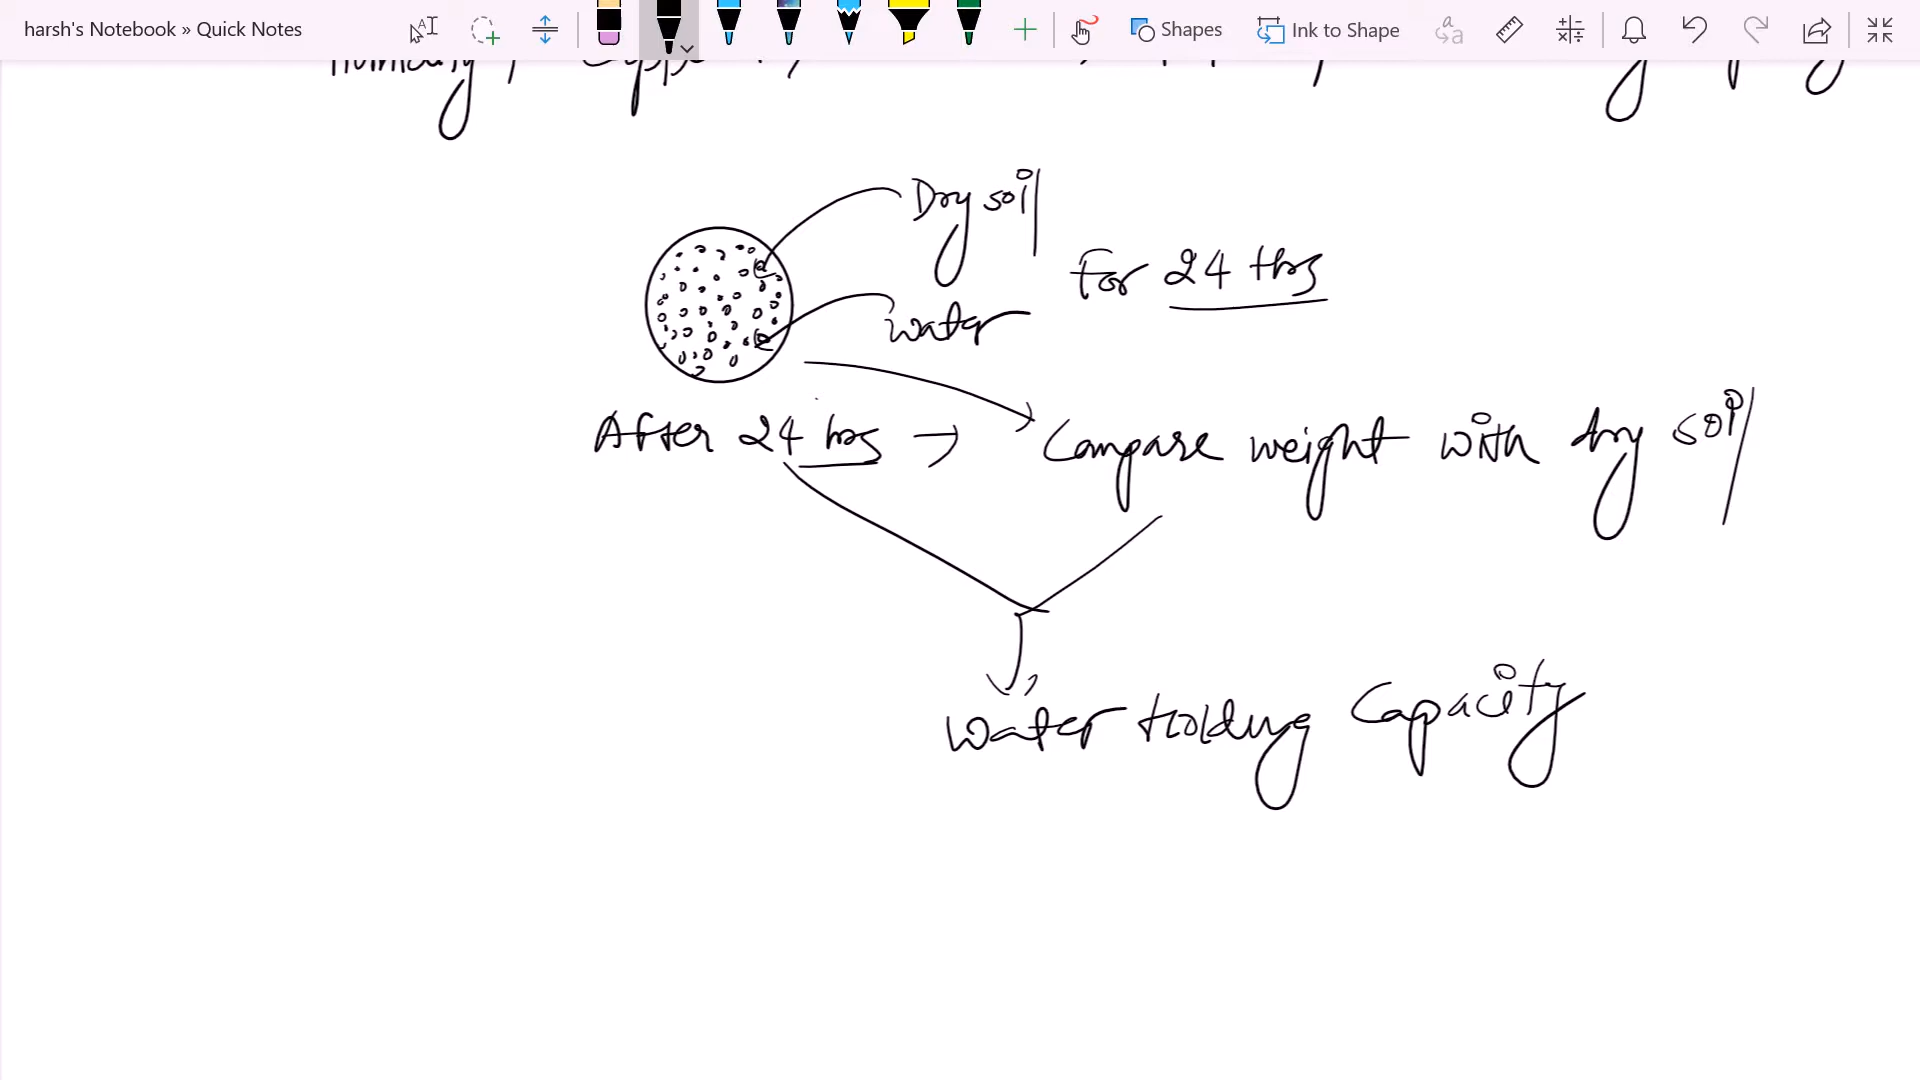 harsh's Notebook » Quick Notes
Shapes
Ink to Shape
Dry soil
For 24 Hrs
water
After 24 hrs → Compare weight with dry soil
Water Holding Capacity